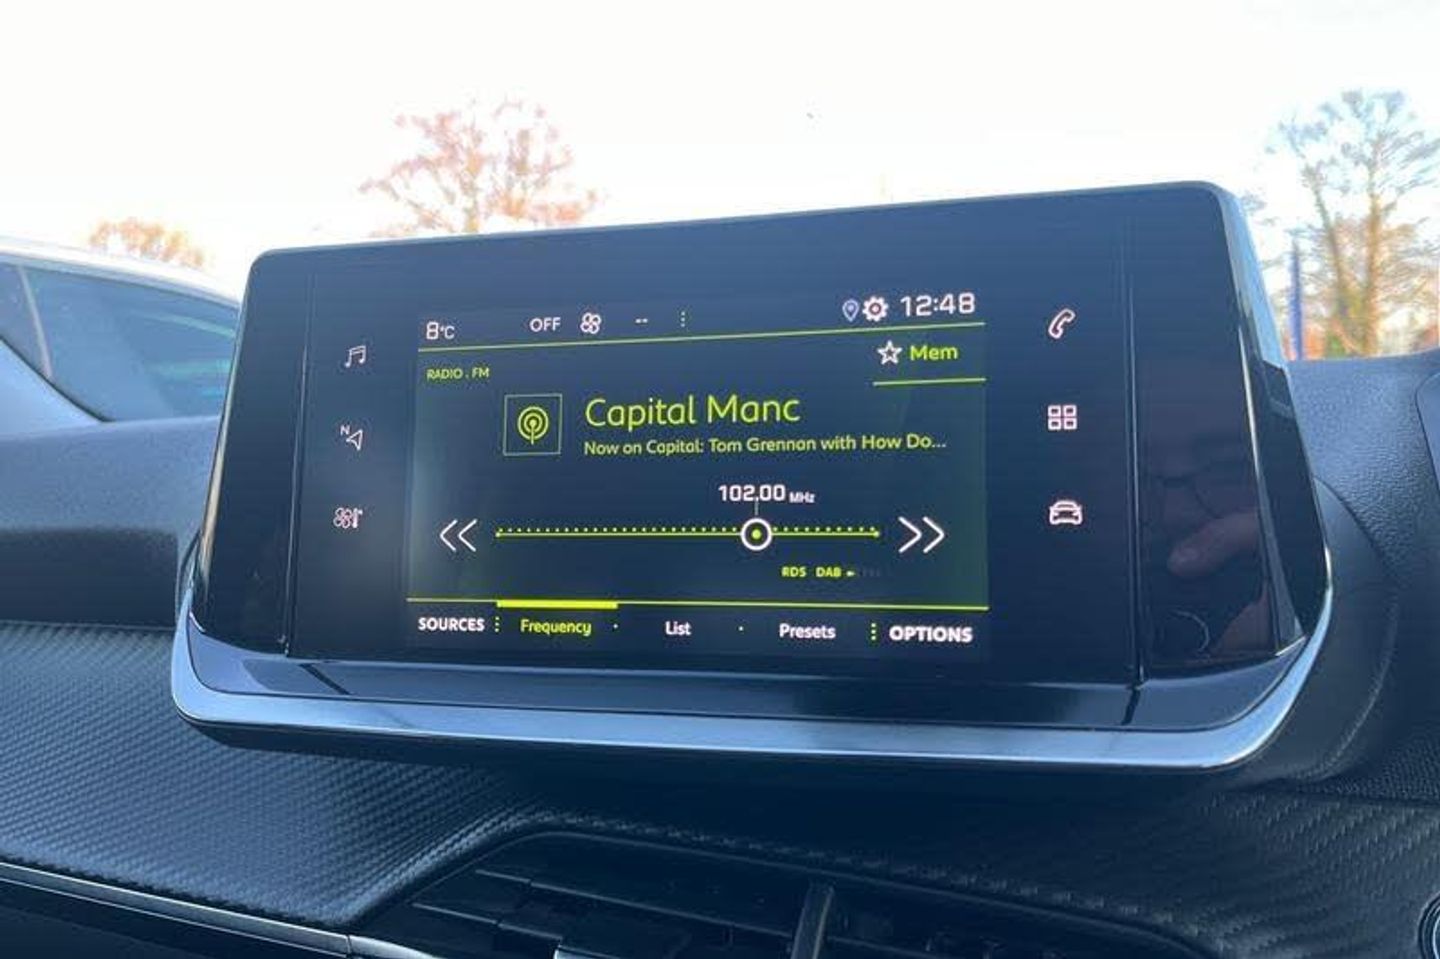 8°C OFF -- 12:48
RADIO . FM
Mem
Capital Manc
Now on Capital: Tom Grennan with How Do...
102.00 MHz
RDS DAB
SOURCES Frequency List Presets OPTIONS
N